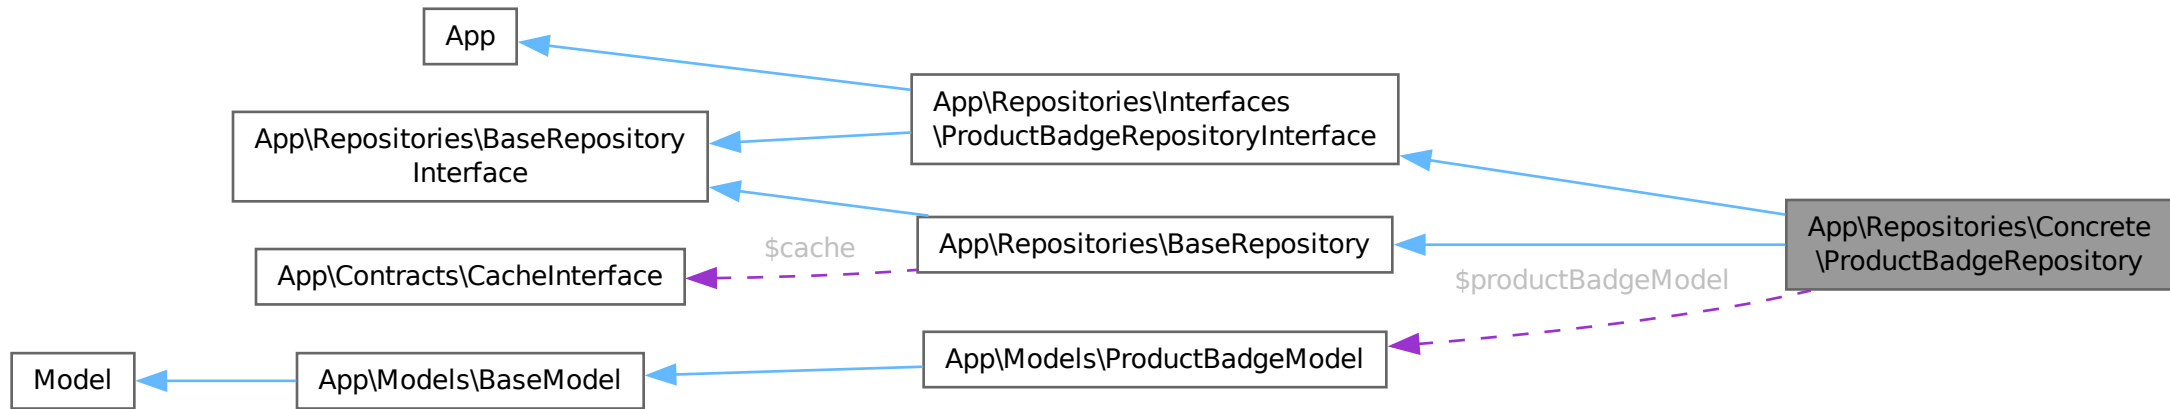 App
App\Repositories\Interfaces
\ProductBadgeRepositoryInterface
App\Repositories\BaseRepository
Interface
App\Repositories\Concrete
\ProductBadgeRepository
App\Repositories\BaseRepository
$cache
App\Contracts\CacheInterface
$productBadgeModel
App\Models\ProductBadgeModel
App\Models\BaseModel
Model